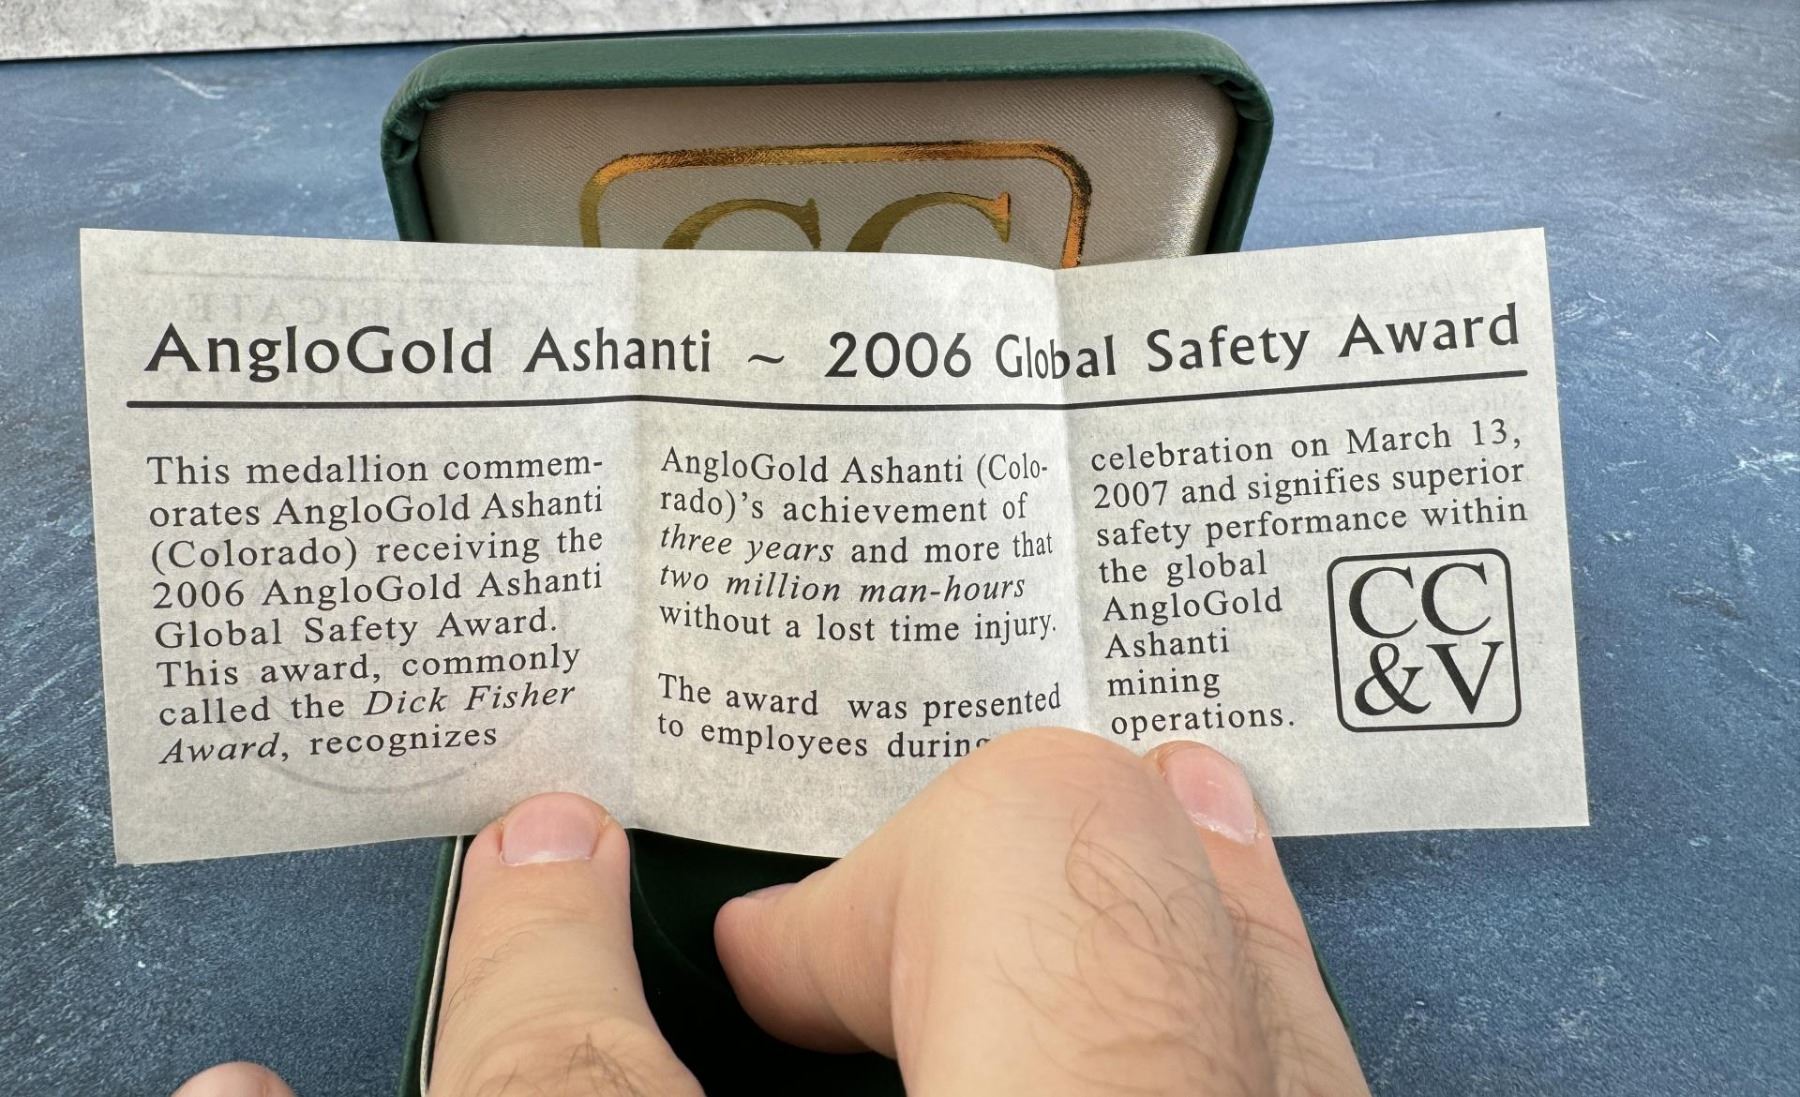 CC
AngloGold Ashanti ~ 2006 Global Safety Award
This medallion commem-
orates AngloGold Ashanti
(Colorado) receiving the
2006 AngloGold Ashanti
Global Safety Award.
This award, commonly
called the Dick Fisher
Award, recognizes
AngloGold Ashanti (Colo-
rado)'s achievement of
three years and more that
two million man-hours
without a lost time injury.
The award was presented
to employees during
celebration on March 13,
2007 and signifies superior
safety performance within
the global
AngloGold
Ashanti
mining
operations.
CC
&V